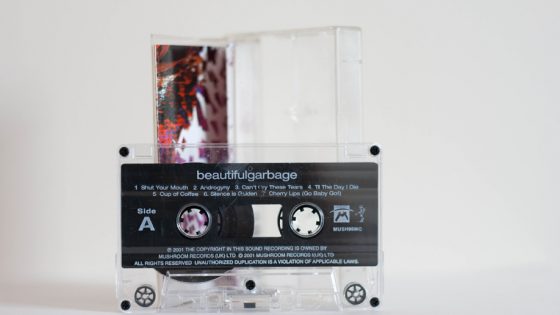 beautifulgarbage
1 Shut Your Mouth 2 Androgyny 3. Can't Cry These Tears 4. 'Til The Day I Die
5 Cup of Coffee 6. Silence Is Golden 7 Cherry Lips (Go Baby Go!)
Side
A
MUSH95MC
℗ 2001 THE COPYRIGHT IN THIS SOUND RECORDING IS OWNED BY
MUSHROOM RECORDS (UK) LTD. © 2001 MUSHROOM RECORDS (UK) LTD
ALL RIGHTS RESERVED UNAUTHORIZED DUPLICATION IS A VIOLATION OF APPLICABLE LAWS.